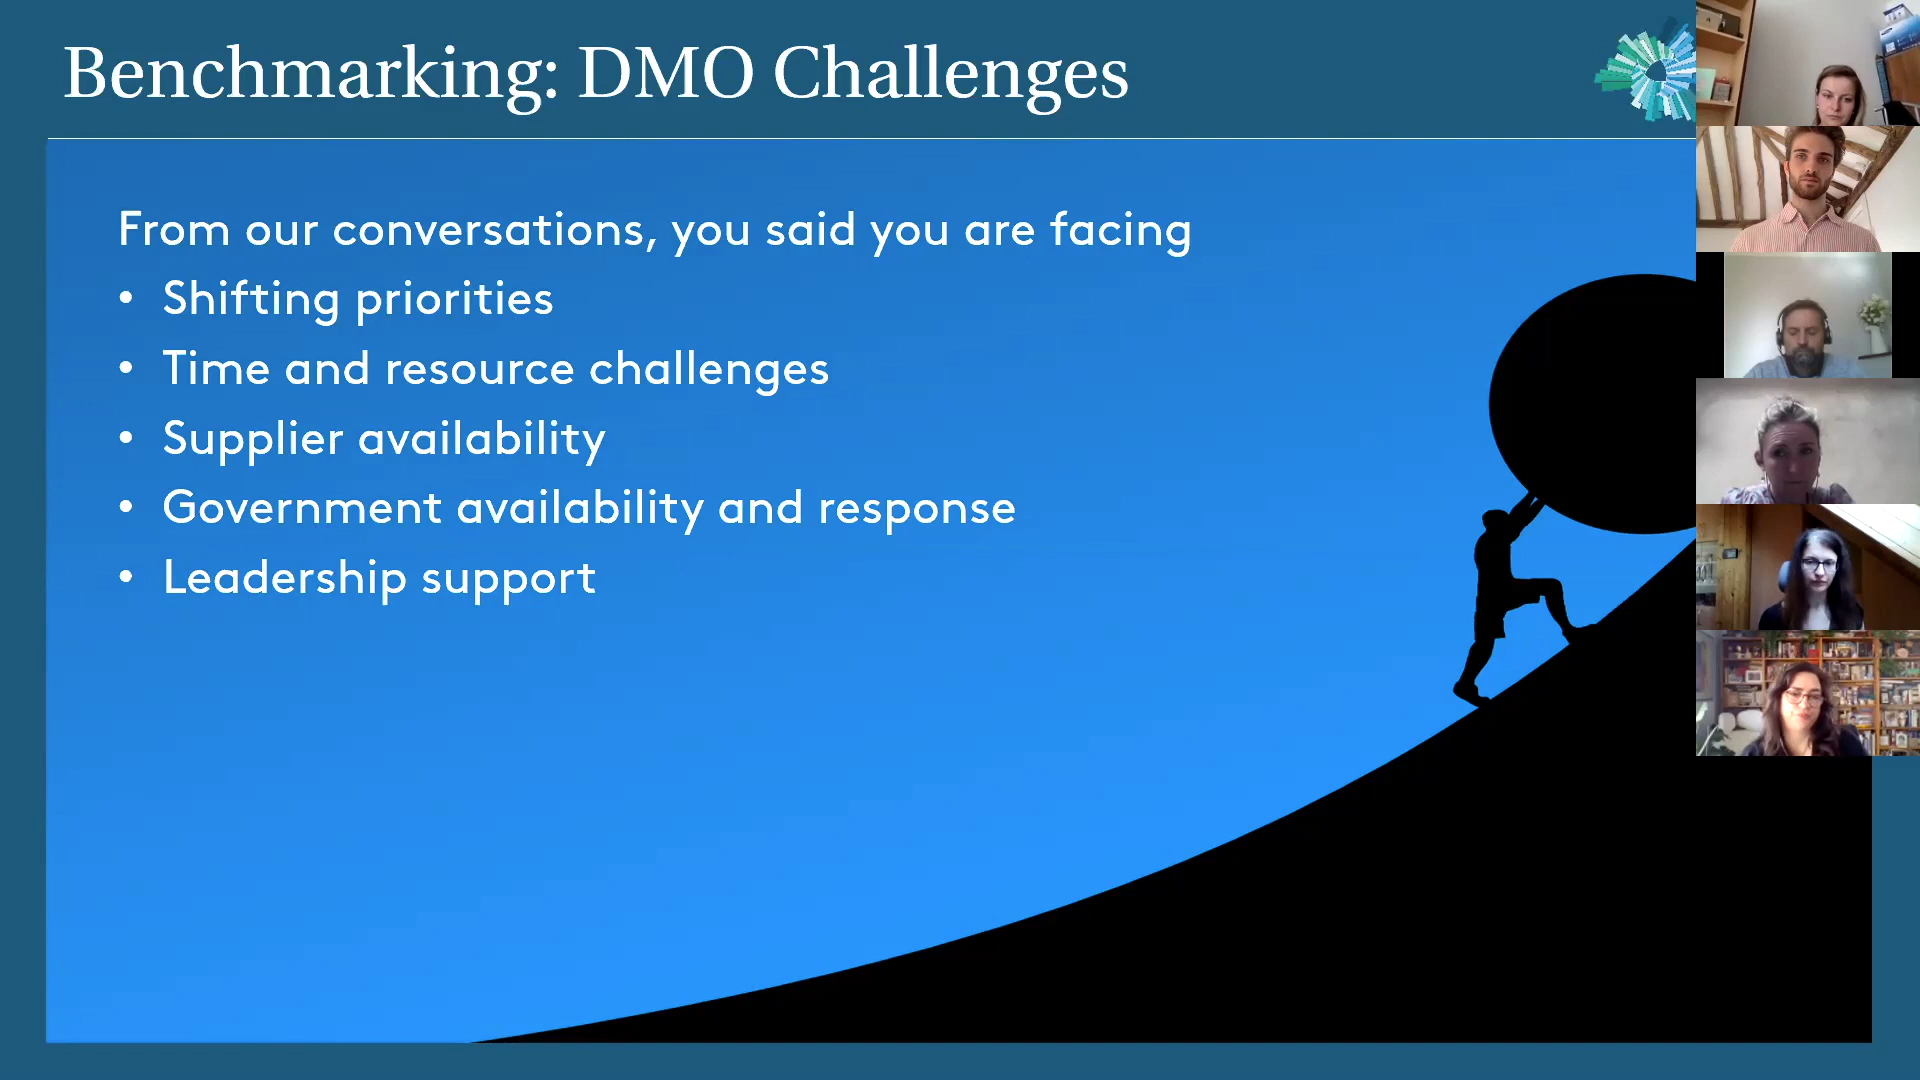 Benchmarking: DMO Challenges
From our conversations, you said you are facing
• Shifting priorities
• Time and resource challenges
• Supplier availability
• Government availability and response
• Leadership support